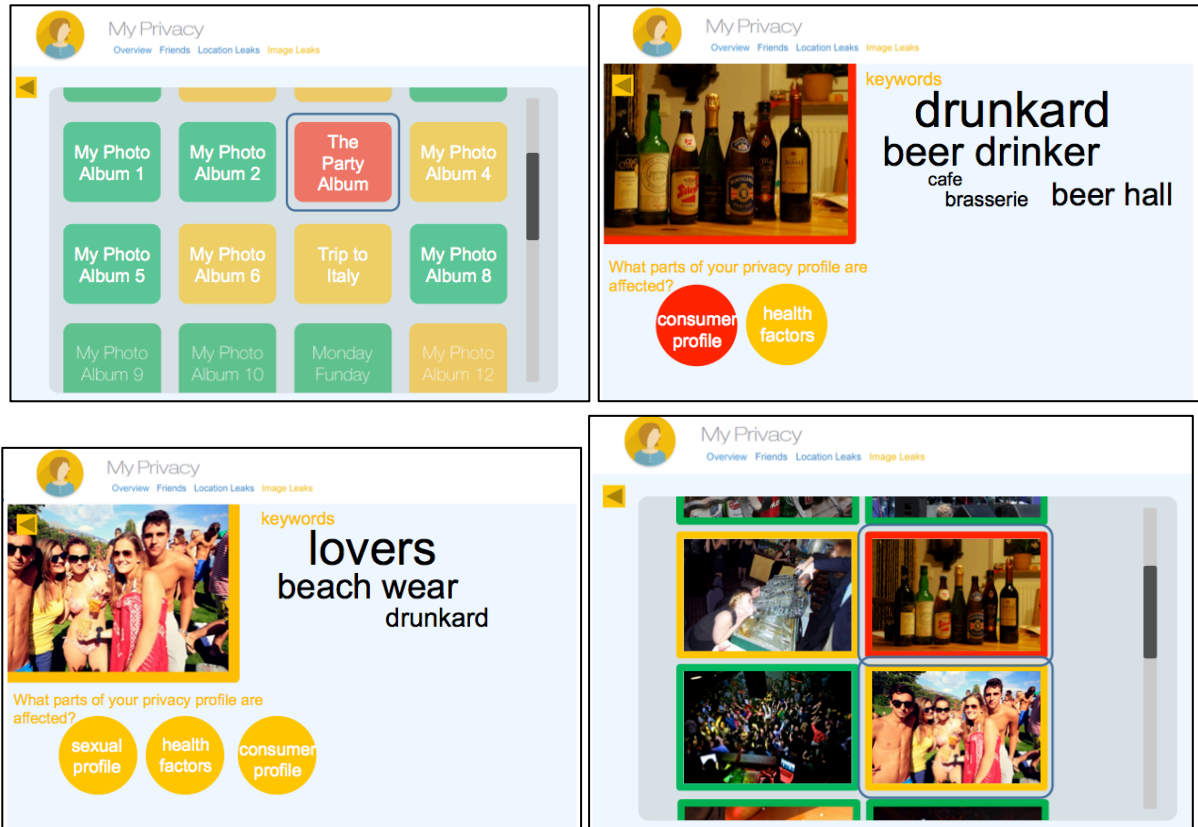 My Privacy
Overview Friends Location Leaks Image Leaks
My Photo
Album 1
My Photo
Album 2
The
Party
Album
My Photo
Album 4
My Photo
Album 5
My Photo
Album 6
Trip to
Italy
My Photo
Album 8
My Photo
Album 9
My Photo
Album 10
Monday
Funday
My Photo
Album 12
My Privacy
Overview Friends Location Leaks Image Leaks
keywords
drunkard
beer drinker
cafe
brasserie
beer hall
What parts of your privacy profile are
affected?
consumer
profile
health
factors
My Privacy
Overview Friends Location Leaks Image Leaks
keywords
lovers
beach wear
drunkard
What parts of your privacy profile are
affected?
sexual
profile
health
factors
consumer
profile
My Privacy
Overview Friends Location Leaks Image Leaks